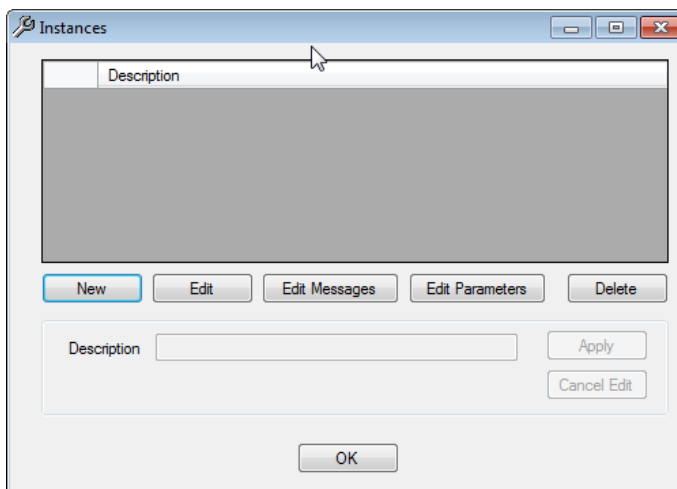 Instances
Description
New Edit Edit Messages Edit Parameters Delete
Description Apply
Cancel Edit
OK